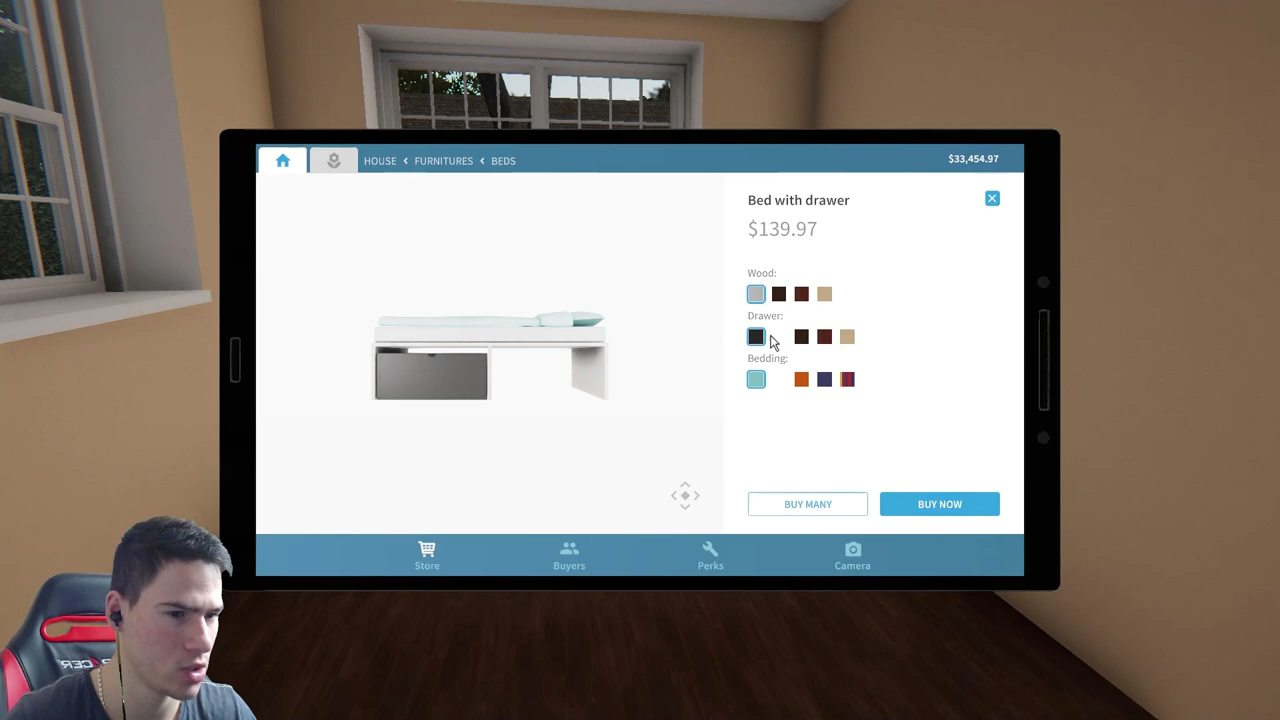 HOUSE < FURNITURES < BEDS
$33,454.97
Bed with drawer
$139.97
Wood:
Drawer:
Bedding:
BUY MANY
BUY NOW
Store
Buyers
Perks
Camera